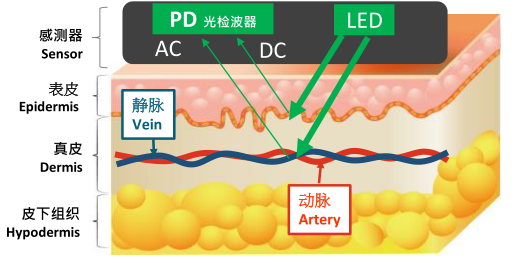 感测器
Sensor
PD 光检波器
LED
AC
DC
表皮
Epidermis
静脉
Vein
真皮
Dermis
动脉
Artery
皮下组织
Hypodermis